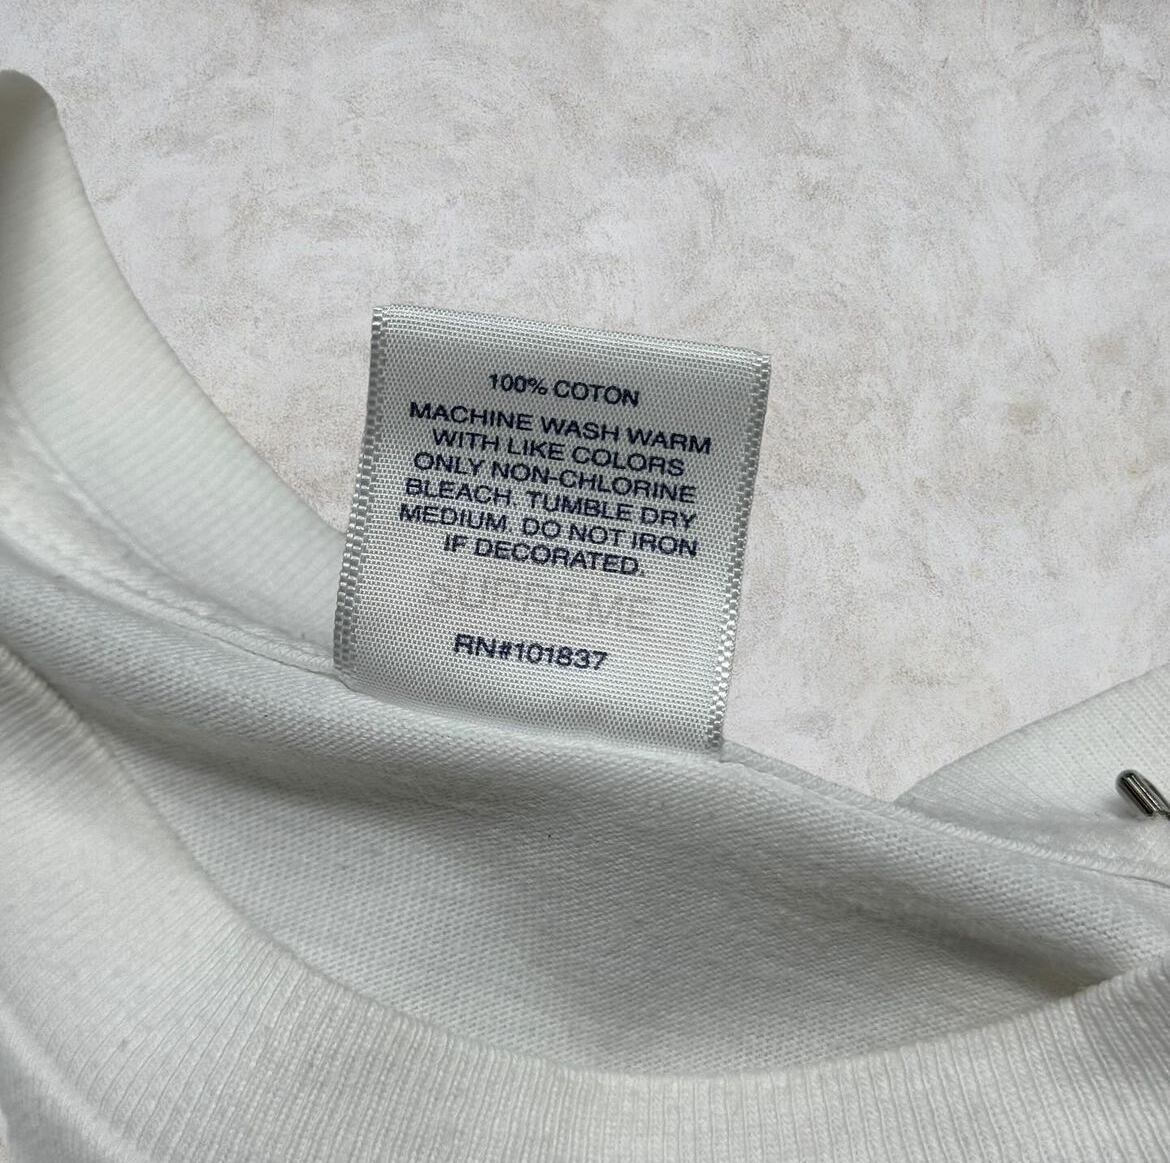 100% COTON
MACHINE WASH WARM
WITH LIKE COLORS
ONLY NON-CHLORINE
BLEACH. TUMBLE DRY
MEDIUM. DO NOT IRON
IF DECORATED.
SUPREME
RN#101837